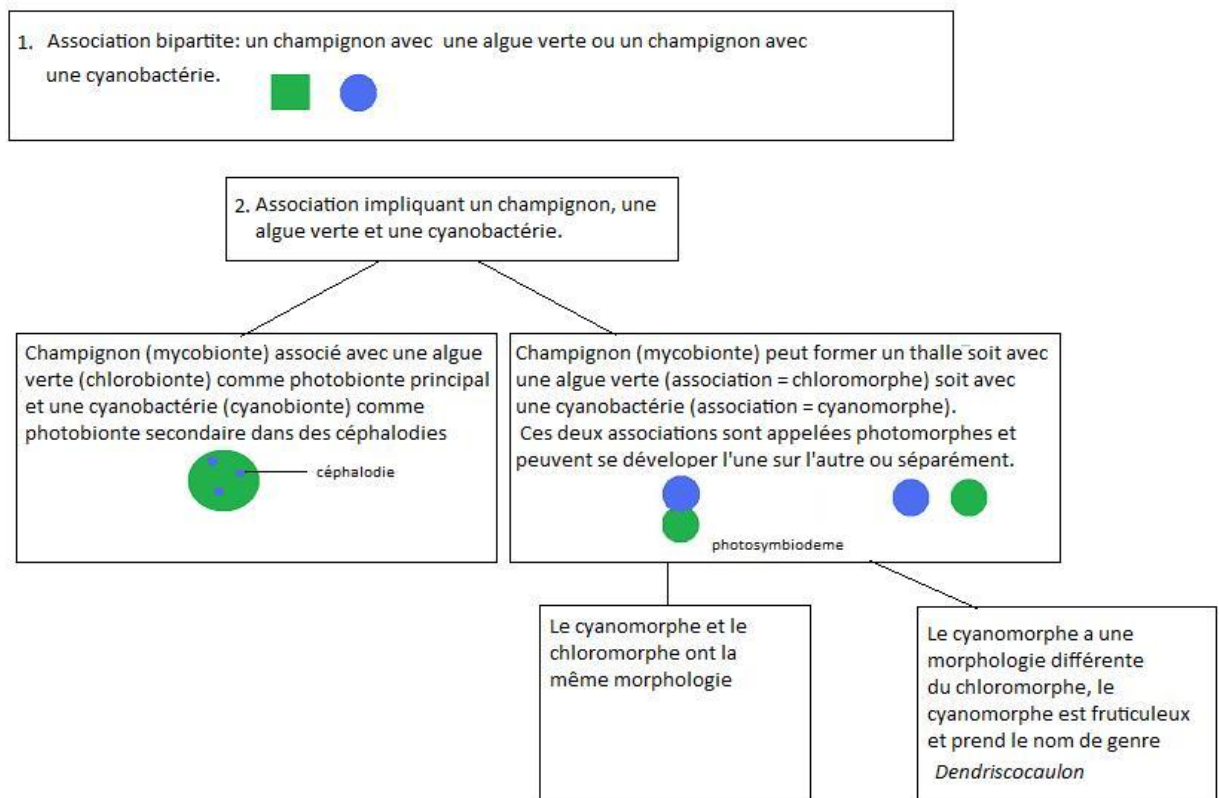 1. Association bipartite: un champignon avec une algue verte ou un champignon avec
une cyanobactérie.
2. Association impliquant un champignon, une
algue verte et une cyanobactérie.
Champignon (mycobionte) associé avec une algue
verte (chlorobionte) comme photobionte principal
et une cyanobactérie (cyanobionte) comme
photobionte secondaire dans des céphalodies
céphalodie
Champignon (mycobionte) peut former un thalle soit avec
une algue verte (association = chloromorphe) soit avec
une cyanobactérie (association = cyanomorphe).
Ces deux associations sont appelées photomorphes et
peuvent se développer l'une sur l'autre ou séparément.
photosymbiodeme
Le cyanomorphe et le
chloromorphe ont la
même morphologie
Le cyanomorphe a une
morphologie différente
du chloromorphe, le
cyanomorphe est fruticuleux
et prend le nom de genre
Dendriscocaulon